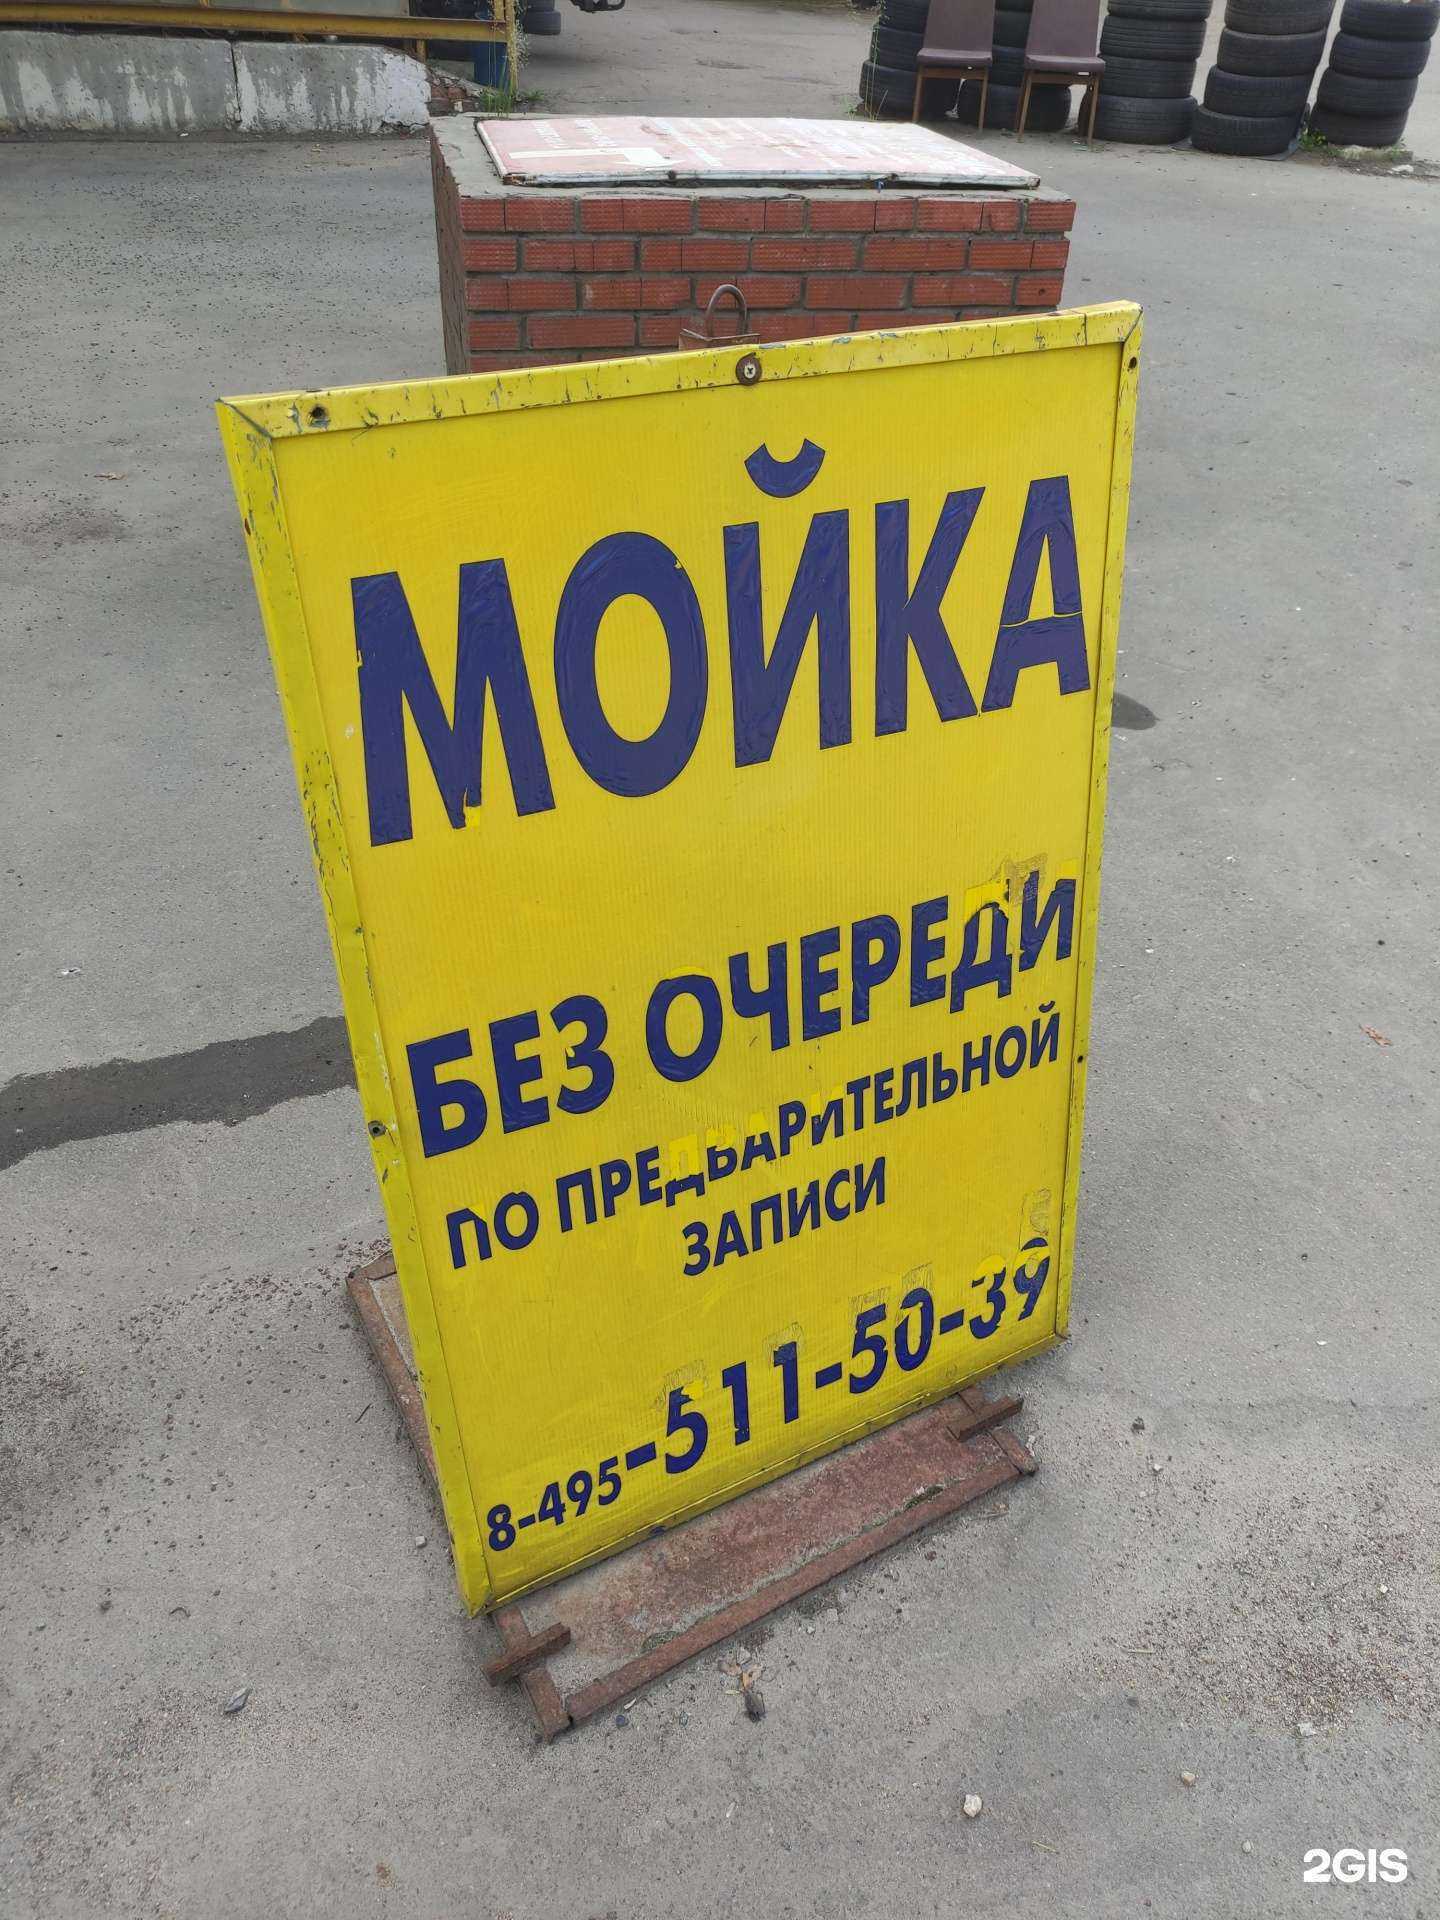 МОЙКА
БЕЗ ОЧЕРЕДИ
ПО ПРЕДВАРИТЕЛЬНОЙ
ЗАПИСИ
8-495-511-50-39
2GIS